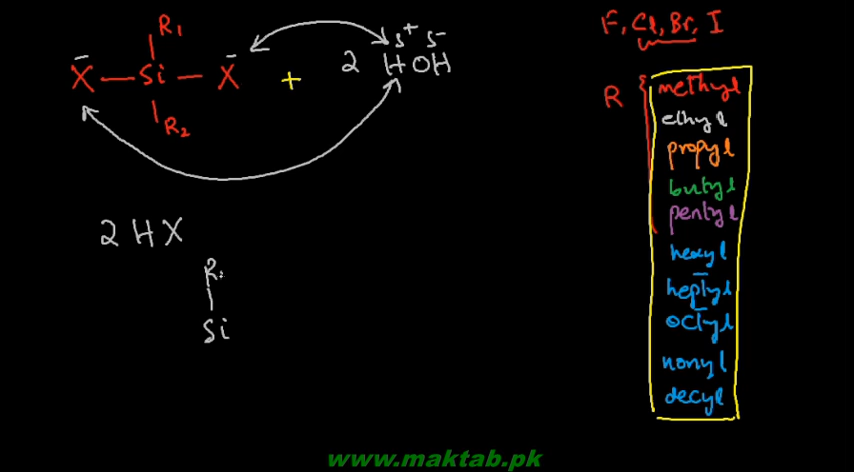 R₁
X̄ — Si — X̄ + 2 HOH
S⁺ S⁻
R₂
2 HX
R
Si
F, Cl, Br, I
R { methyl
ethyl
propyl
butyl
pentyl
hexyl
heptyl
octyl
nonyl
decyl
www.maktab.pk